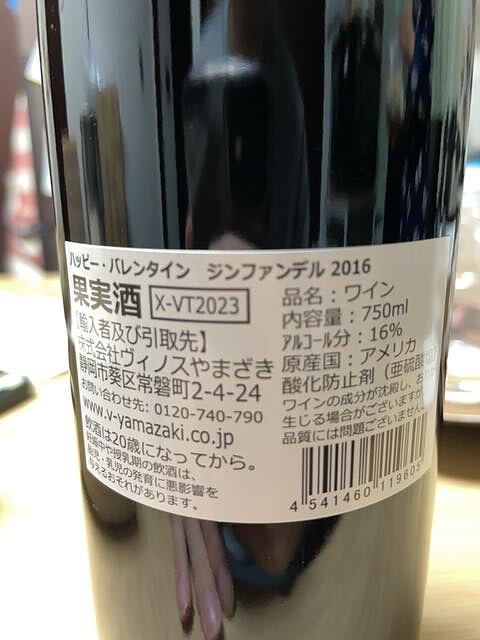 ハッピー・バレンタイン ジンファンデル 2016
果実酒 X-VT2023
【輸入者及び引取先】
株式会社ヴィノスやまざき
静岡市葵区常磐町2-4-24
お問い合わせ先: 0120-740-790
www.v-yamazaki.co.jp
飲酒は20歳になってから。
妊娠中や授乳期の飲酒は、
胎児・乳児の発育に悪影響を
与えるおそれがあります。
品名：ワイン
内容量：750ml
ｱﾙｺｰﾙ分：16%
原産国：アメリカ
酸化防止剤（亜硫酸塩
ワインの成分が沈殿し、
生じる場合がございますが
品質には問題ございません。
4 541460 119605